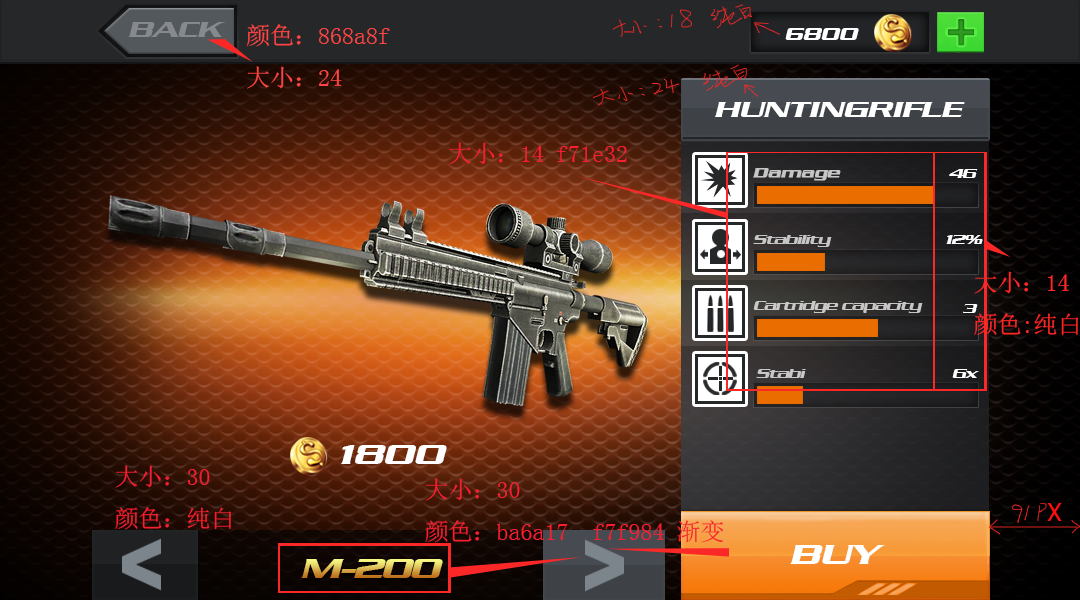 BACK
颜色：868a8f
大小：24
大小:18 纯白
6800
大小:24 纯白
HUNTINGRIFLE
大小：14 f71e32
Damage 46
Stability 12%
大小：14
Cartridge capacity 3
颜色:纯白
Stabi 6x
1800
大小：30
颜色：纯白
大小：30
颜色：ba6a17 f7f984 渐变
91PX
M-200
BUY